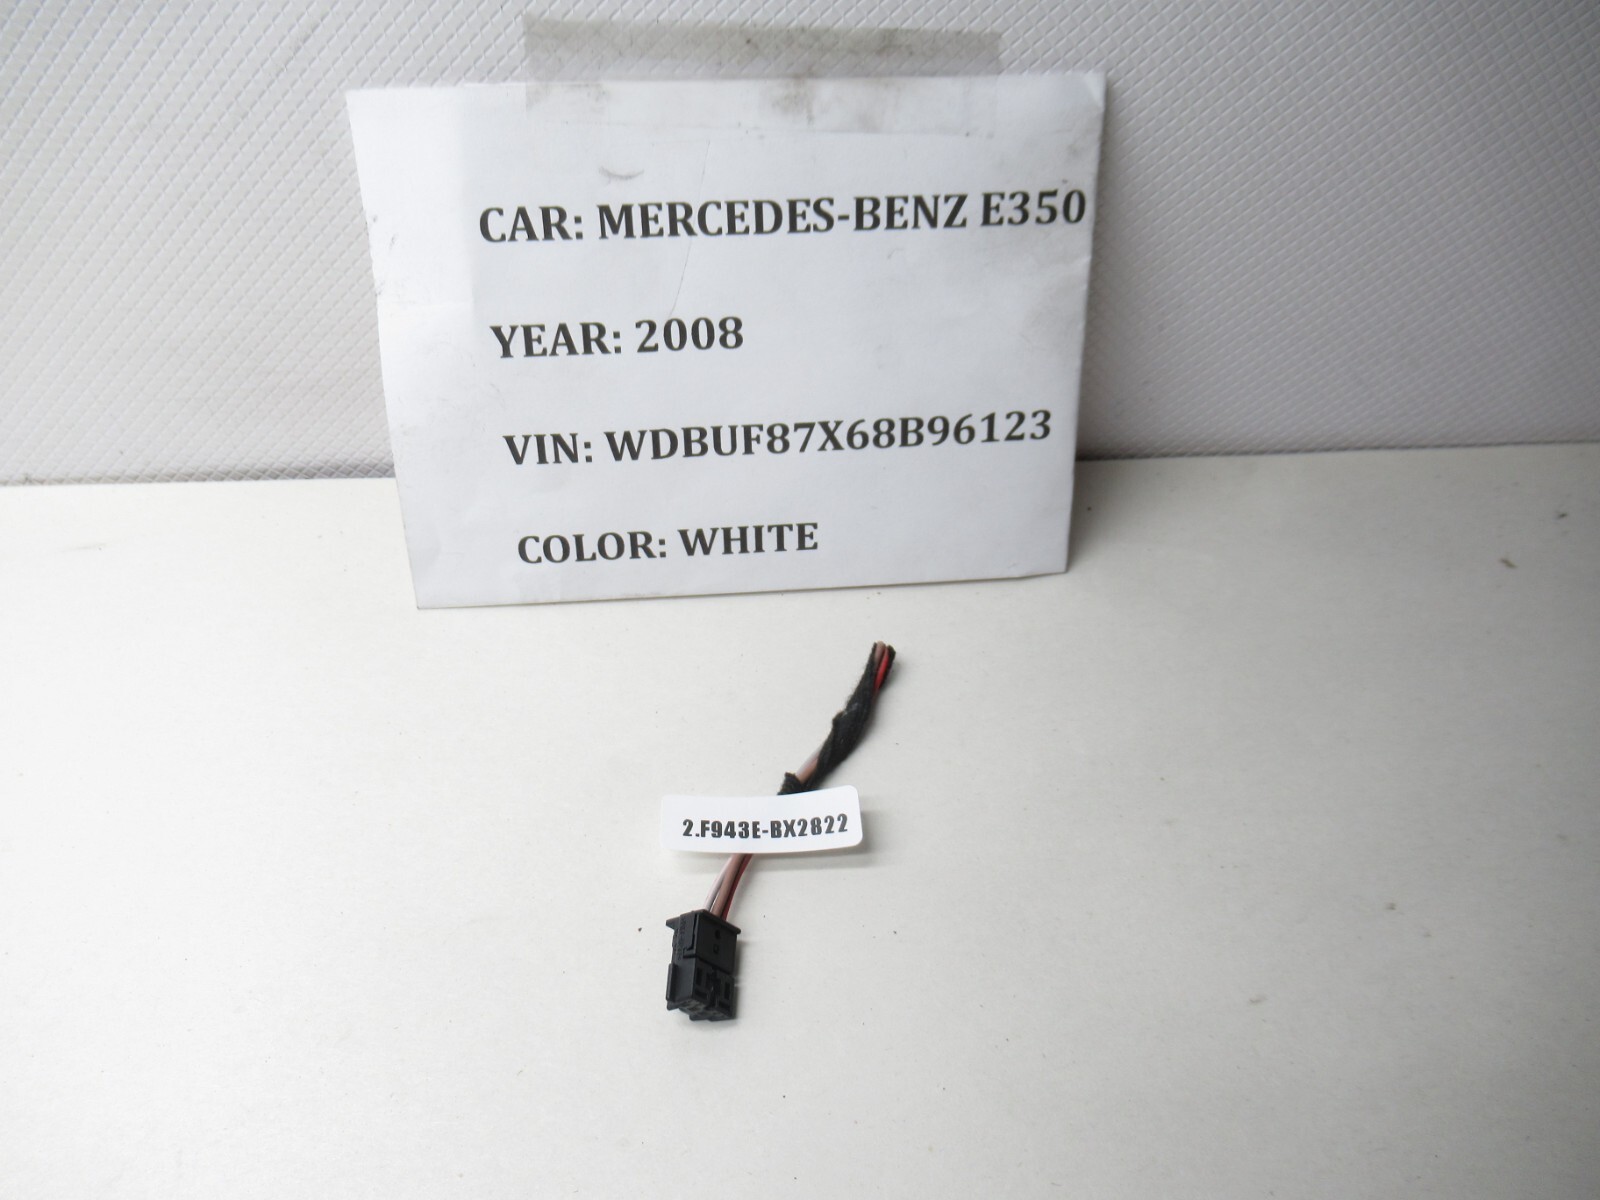 CAR: MERCEDES-BENZ E350
YEAR: 2008
VIN: WDBUF87X68B96123
COLOR: WHITE
2.F943E-BX2822